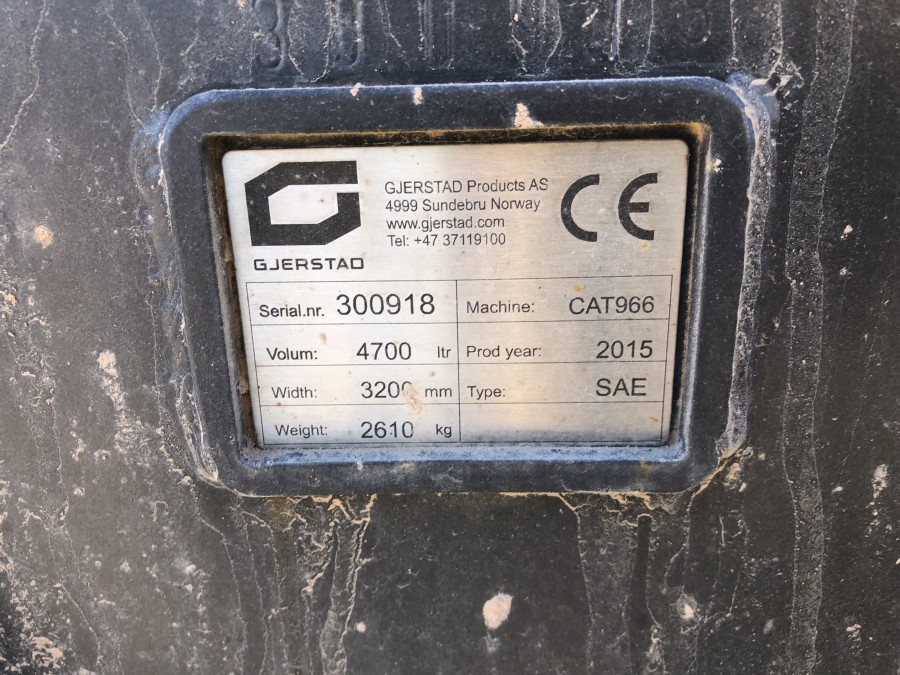 GJERSTAD
GJERSTAD Products AS
4999 Sundebru Norway
www.gjerstad.com
Tel: +47 37119100
CE
Serial.nr. 300918 Machine: CAT966
Volum: 4700 ltr Prod year: 2015
Width: 3200 mm Type: SAE
Weight: 2610 kg